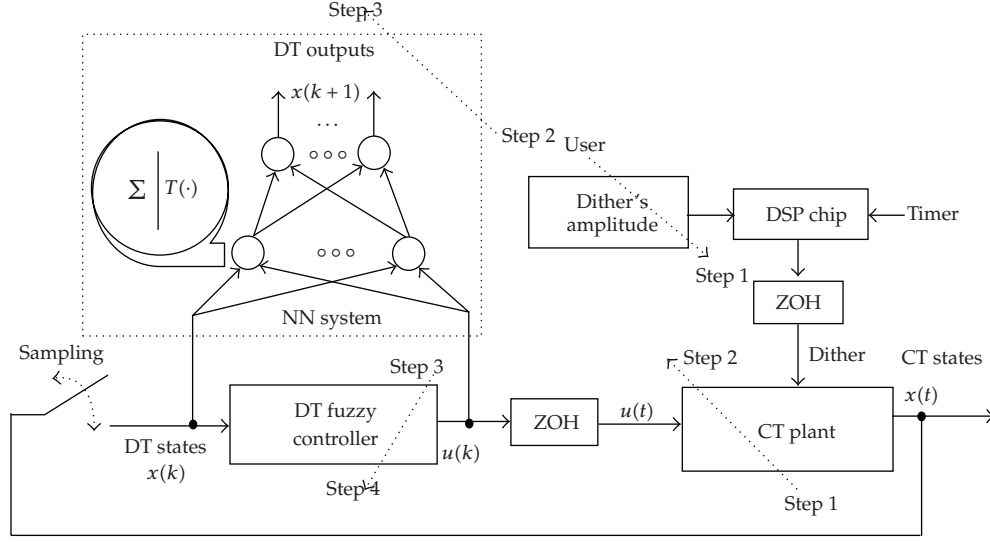 Step 3
DT outputs
x(k + 1)
...
Σ T(·)
NN system
Step 2
User
Dither's
amplitude
DSP chip
Timer
Step 1
ZOH
Dither
CT states
x(t)
Sampling
DT states
x(k)
DT fuzzy
controller
Step 3
Step 4
u(k)
ZOH
u(t)
Step 2
CT plant
Step 1